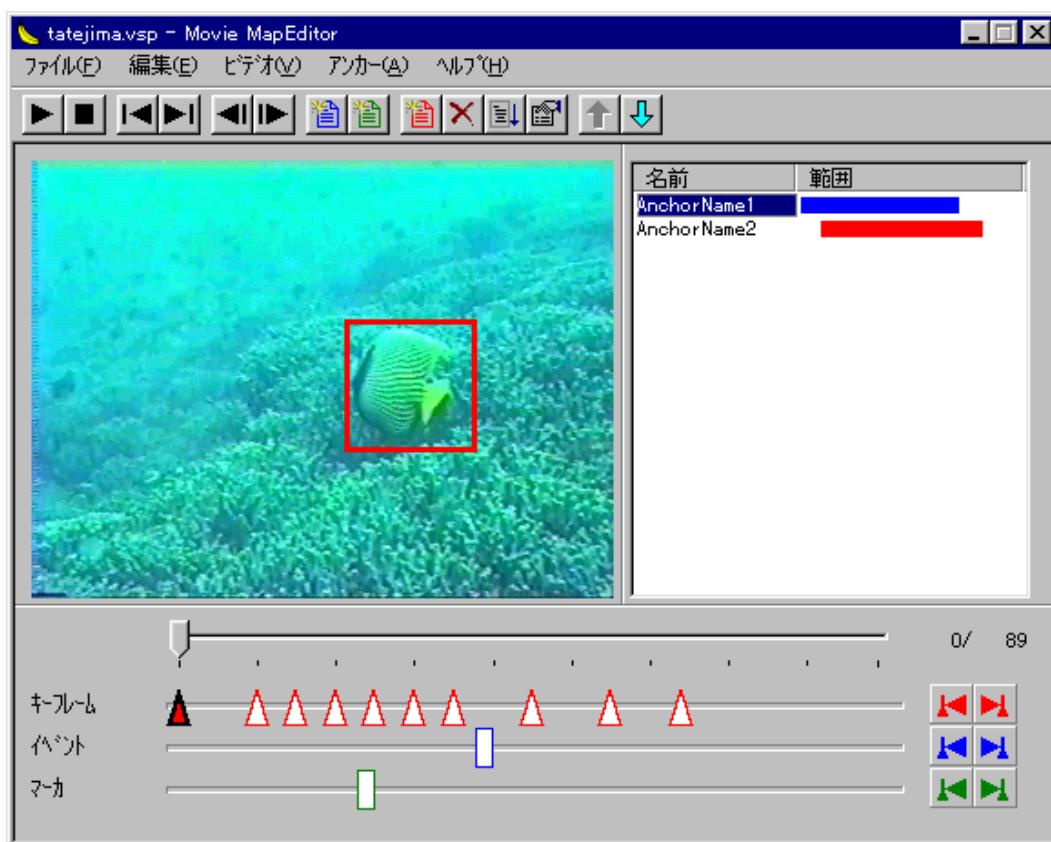 tatejima.vsp - Movie MapEditor
ﾌｧｲﾙ(F) 編集(E) ﾋﾞﾃﾞｵ(V) ｱﾝｶｰ(A) ﾍﾙﾌﾟ(H)
名前 範囲
AnchorName1
AnchorName2
0/ 89
ｷｰﾌﾚｰﾑ
ｲﾍﾞﾝﾄ
ﾏｰｶ